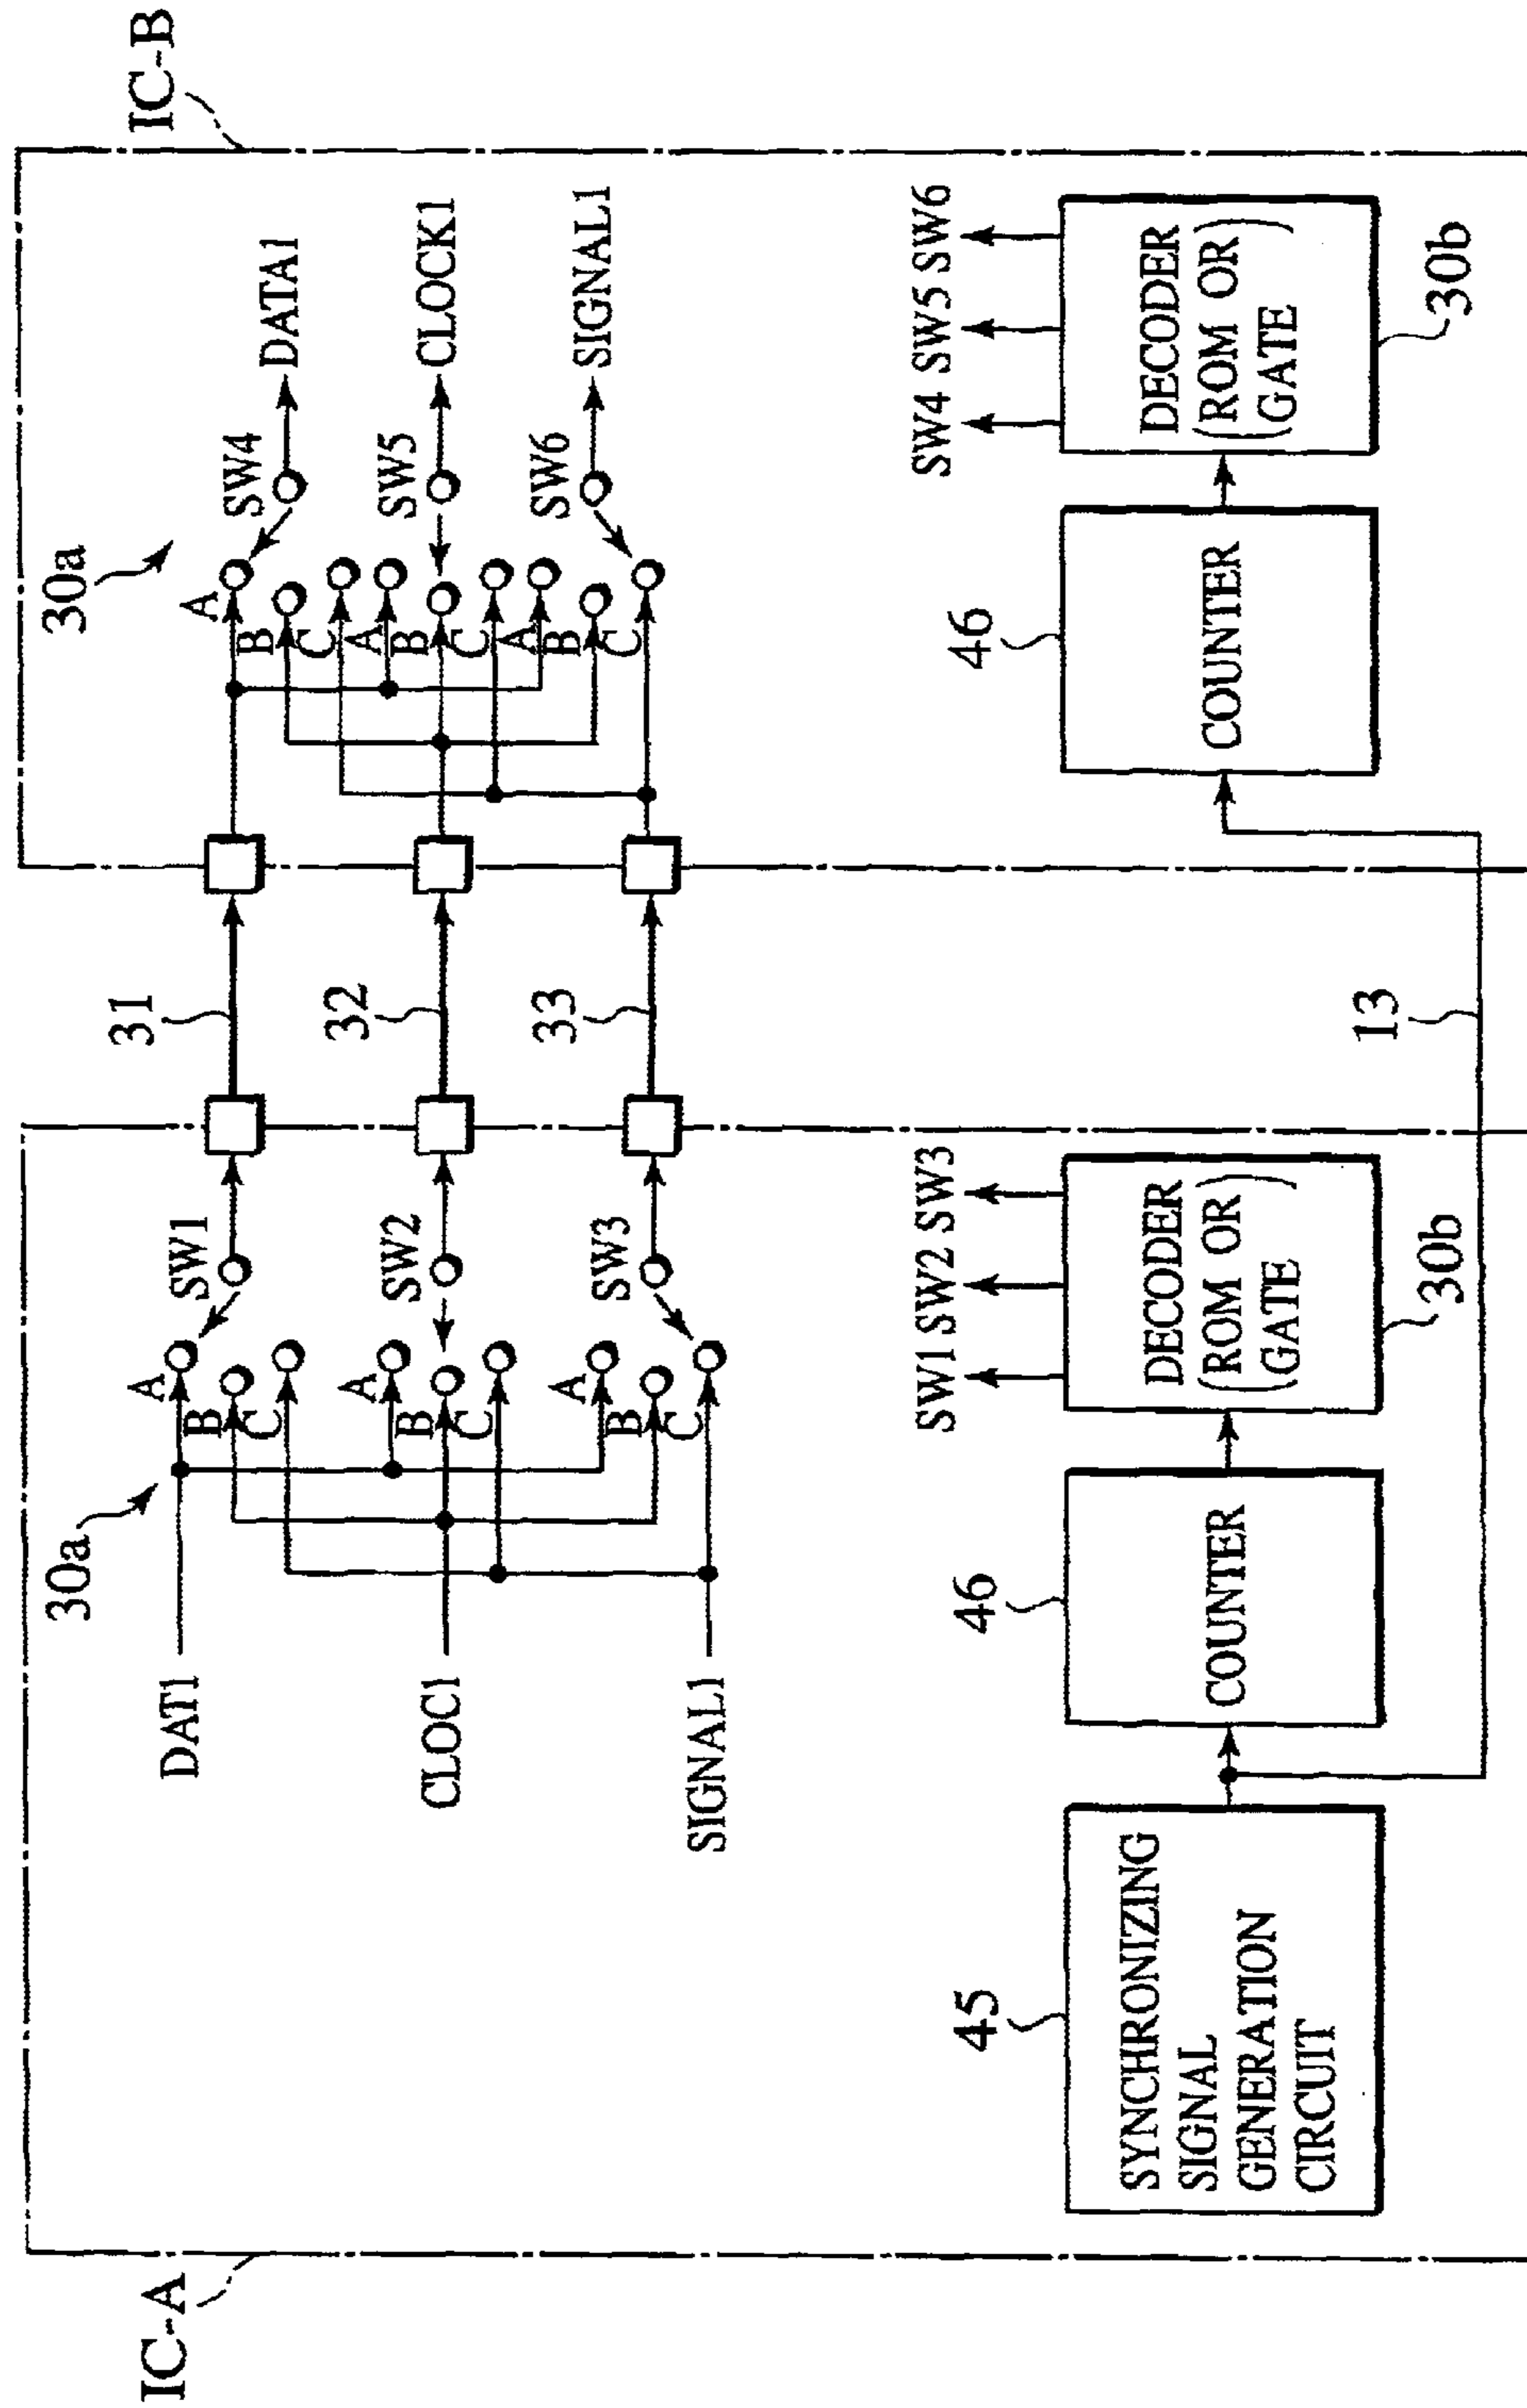 IC-A
IC-B
30a
DAT1
A
B
C
SW1
31
A
B
C
30a
SW4
DATA1
CLOC1
A
B
C
SW2
32
A
B
C
SW5
CLOCK1
SIGNAL1
A
B
C
SW3
33
A
B
C
SW6
SIGNAL1
SW1 SW2 SW3
SW4 SW5 SW6
45
SYNCHRONIZING
SIGNAL
GENERATION
CIRCUIT
46
COUNTER
DECODER
(ROM OR)
GATE
30b
13
46
COUNTER
DECODER
(ROM OR)
GATE
30b